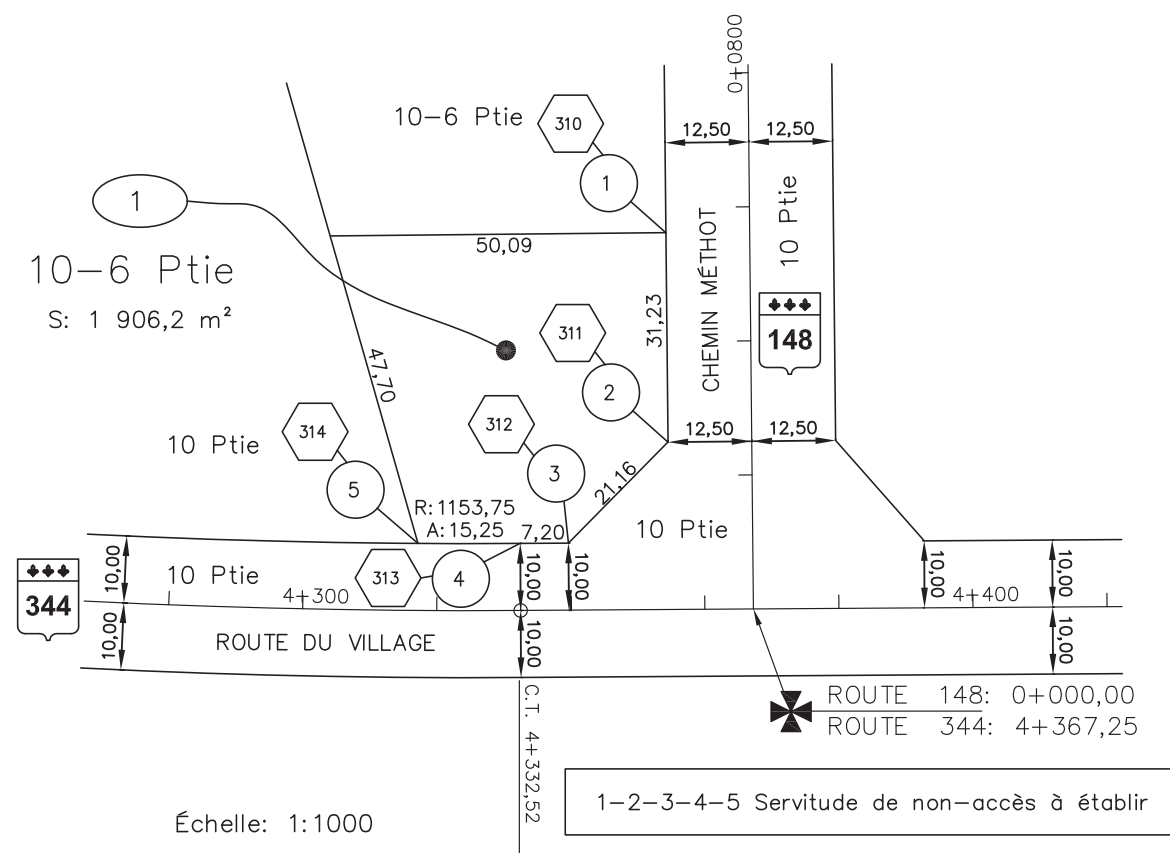 0+0800
10-6 Ptie
310
12,50
12,50
1
1
10 Ptie
50,09
10-6 Ptie
S: 1 906,2 m²
CHEMIN MÉTHOT
31,23
311
148
47,70
2
312
12,50
12,50
314
10 Ptie
3
5
21,16
R:1153,75
A:15,25
7,20
10 Ptie
10,00
10 Ptie
313
4
10,00
10,00
10,00
10,00
344
4+300
4+400
10,00
ROUTE DU VILLAGE
10,00
10,00
C.T. 4+332,52
ROUTE 148: 0+000,00
ROUTE 344: 4+367,25
1-2-3-4-5 Servitude de non-accès à établir
Échelle: 1:1000